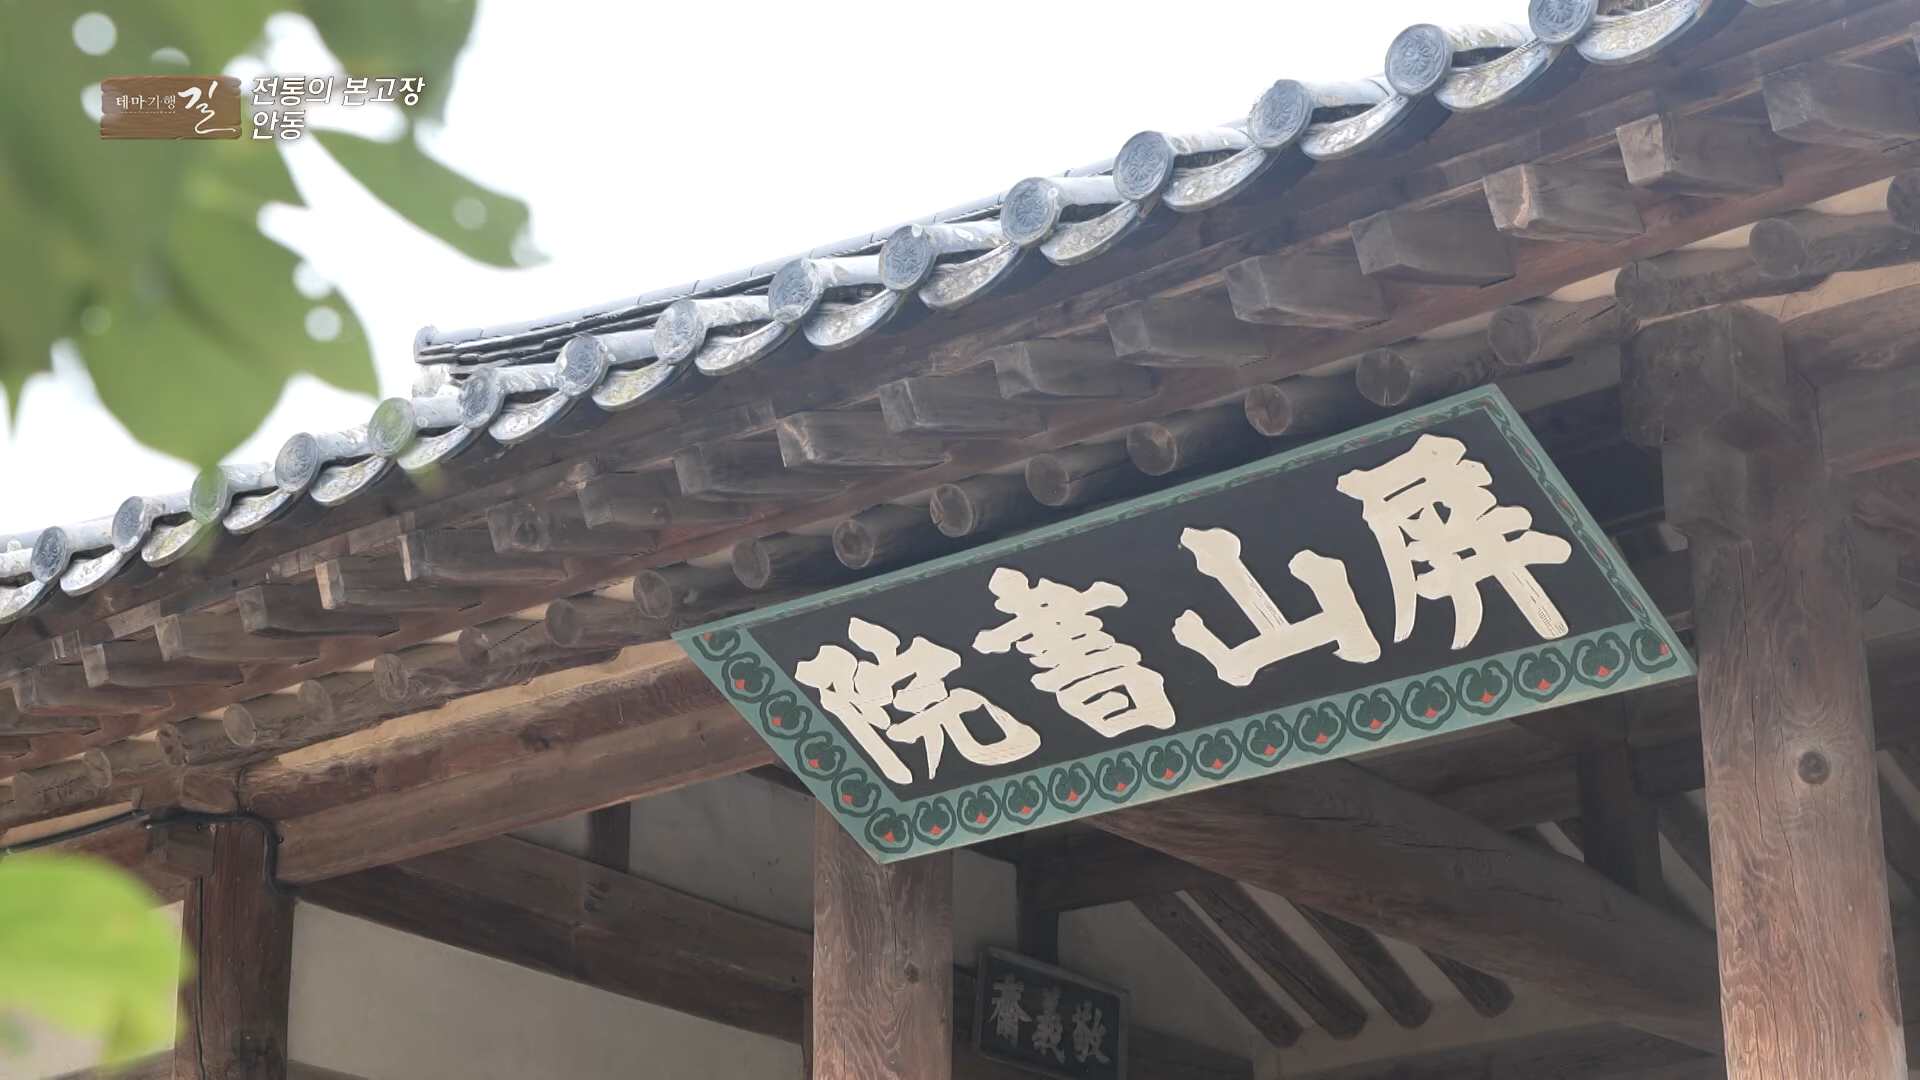 테마기행 길
전통의 본고장
안동
屛山書院
敬義齋